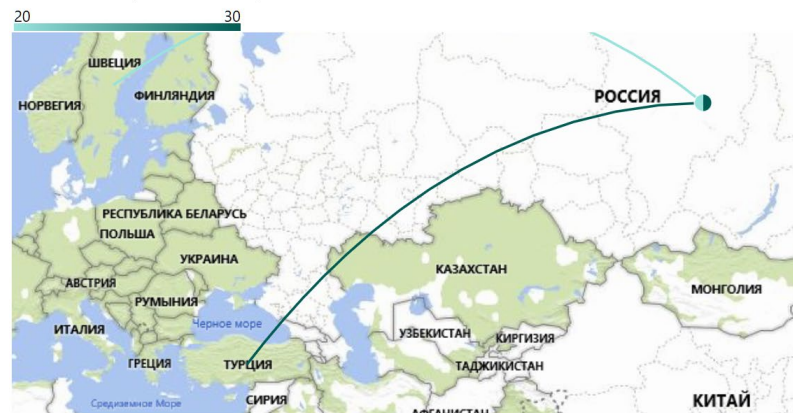 20
30
ШВЕЦИЯ
НОРВЕГИЯ
ФИНЛЯНДИЯ
РОССИЯ
РЕСПУБЛИКА БЕЛАРУСЬ
ПОЛЬША
УКРАИНА
АВСТРИЯ
КАЗАХСТАН
МОНГОЛИЯ
РУМЫНИЯ
Черное море
ИТАЛИЯ
УЗБЕКИСТАН
КИРГИЗИЯ
ГРЕЦИЯ
ТУРЦИЯ
ТАДЖИКИСТАН
Средиземное Море
СИРИЯ
КИТАЙ
АФГАНИСТАН